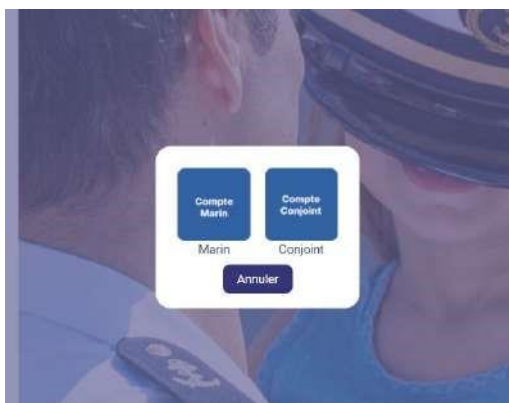 Compte
Marin
Compte
Conjoint
Marin
Conjoint
Annuler